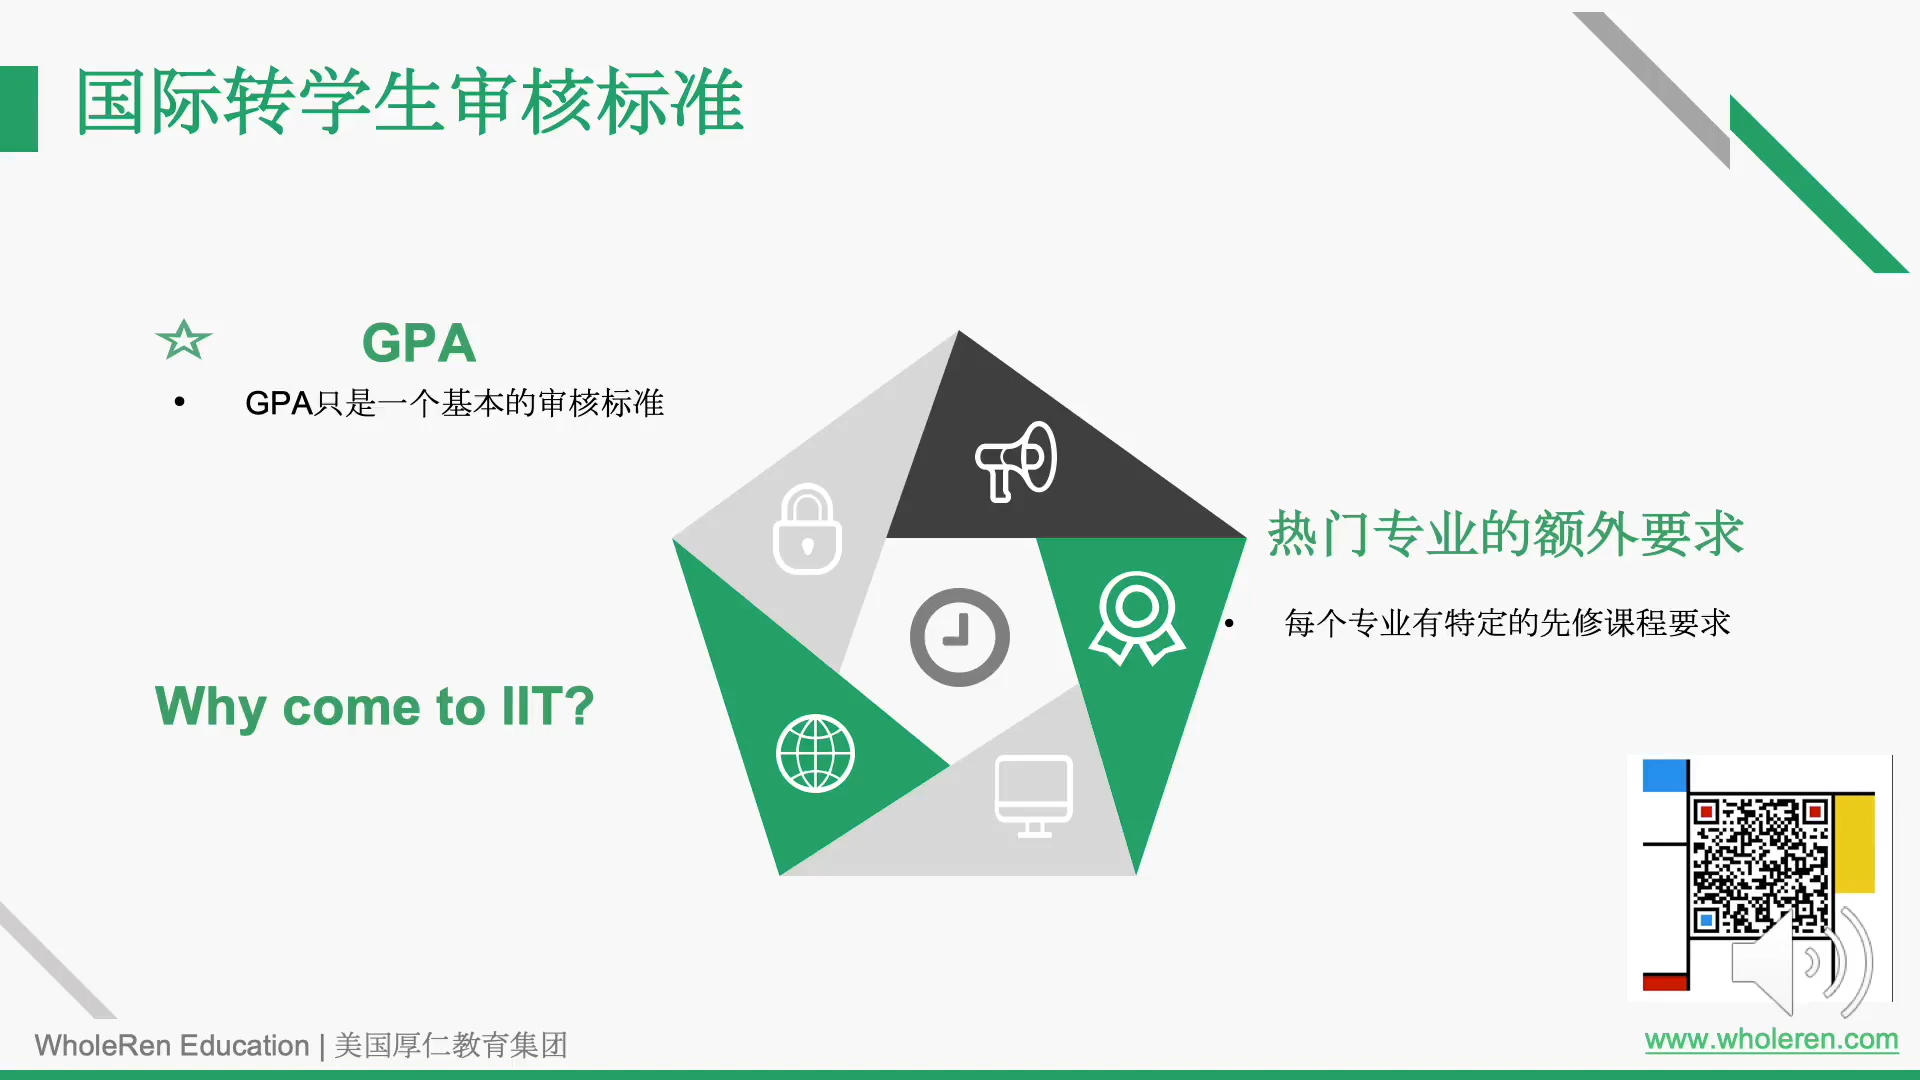 国际转学生审核标准
☆ GPA
• GPA只是一个基本的审核标准
热门专业的额外要求
• 每个专业有特定的先修课程要求
Why come to IIT?
WholeRen Education | 美国厚仁教育集团
www.wholeren.com